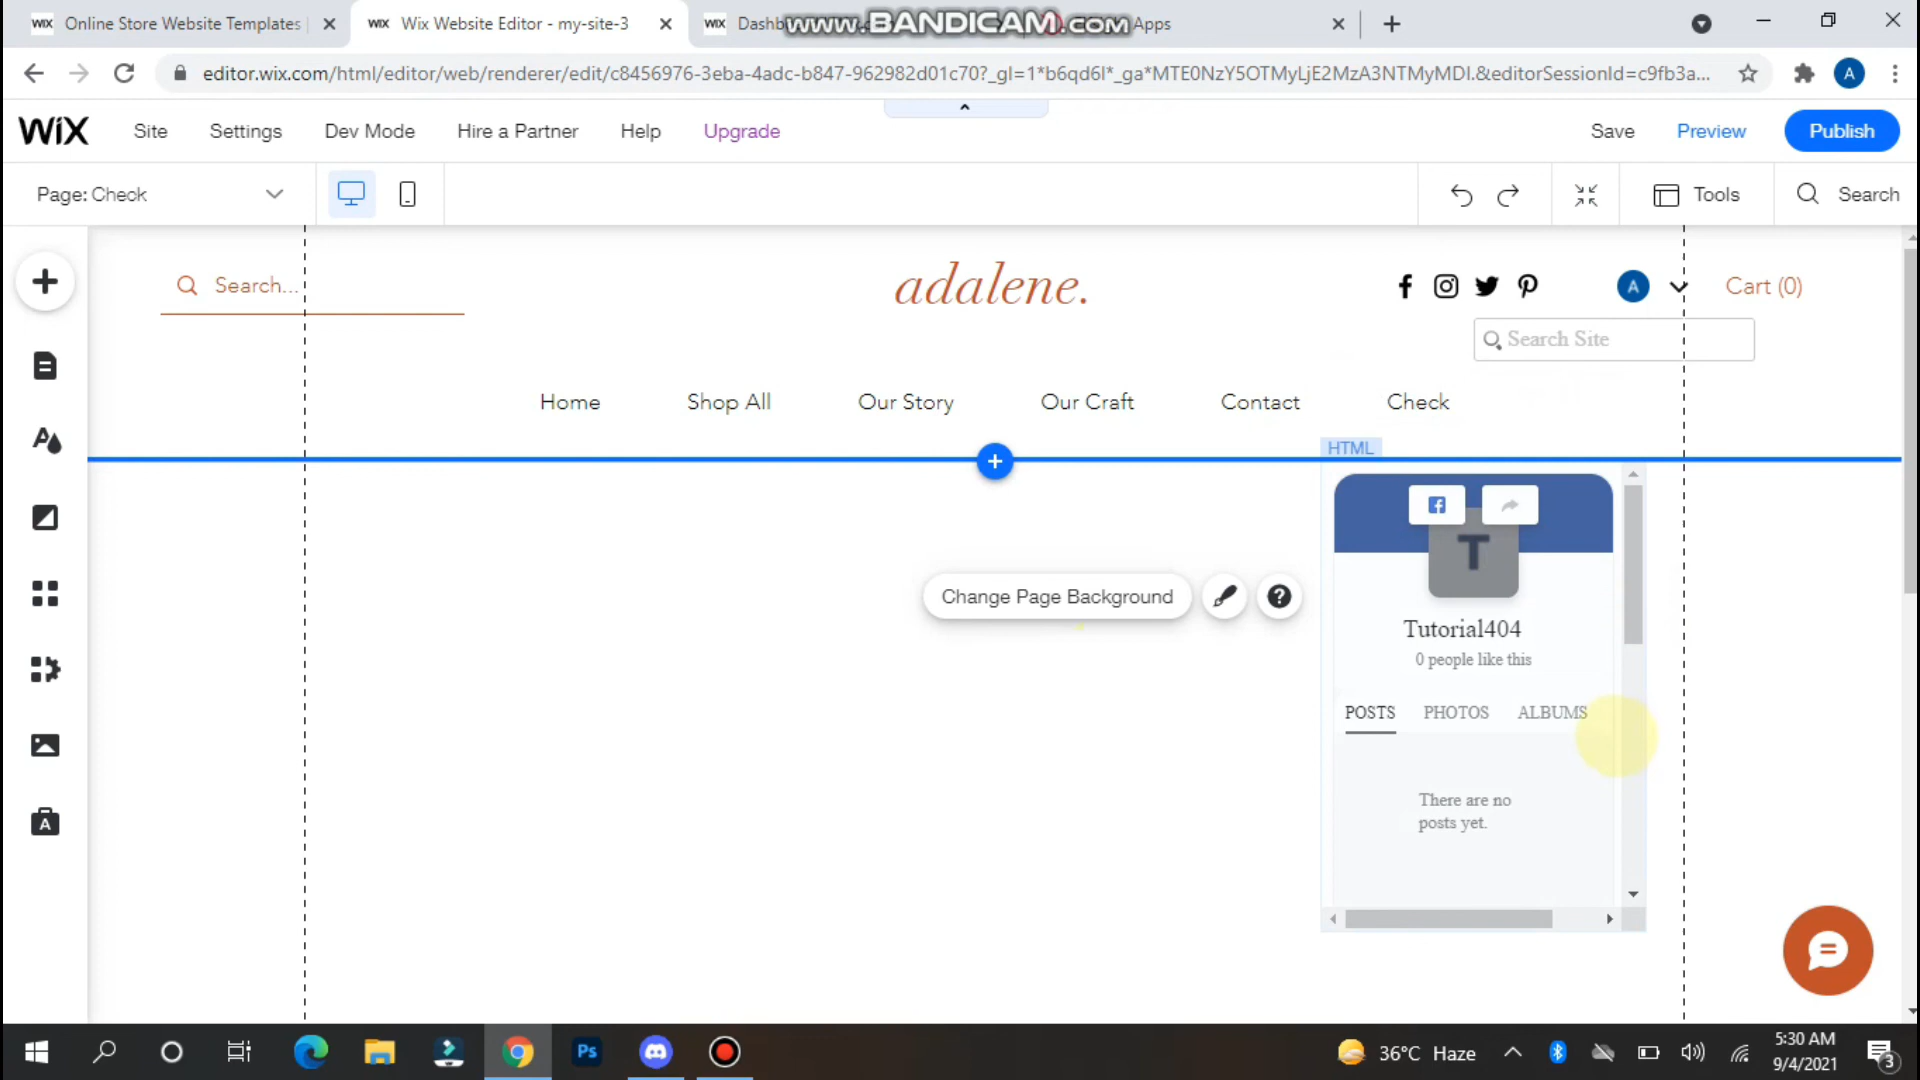 Online Store Website Templates
Wix Website Editor - my-site-3
Dashb
www.BANDICAM.com
Apps
editor.wix.com/html/editor/web/renderer/edit/c8456976-3eba-4adc-b847-962982d01c70?_gl=1*b6qd6l*_ga*MTE0NzY5OTMyLjE2MzA3NTMyMDI.&editorSessionId=c9fb3a...
A
WiX
Site
Settings
Dev Mode
Hire a Partner
Help
Upgrade
Save
Preview
Publish
Page: Check
Tools
Search
Search...
adalene.
A
Cart (0)
Search Site
Home
Shop All
Our Story
Our Craft
Contact
Check
HTML
T
Change Page Background
?
Tutorial404
0 people like this
POSTS
PHOTOS
ALBUMS
There are no
posts yet.
Ps
36°C Haze
5:30 AM
9/4/2021
3